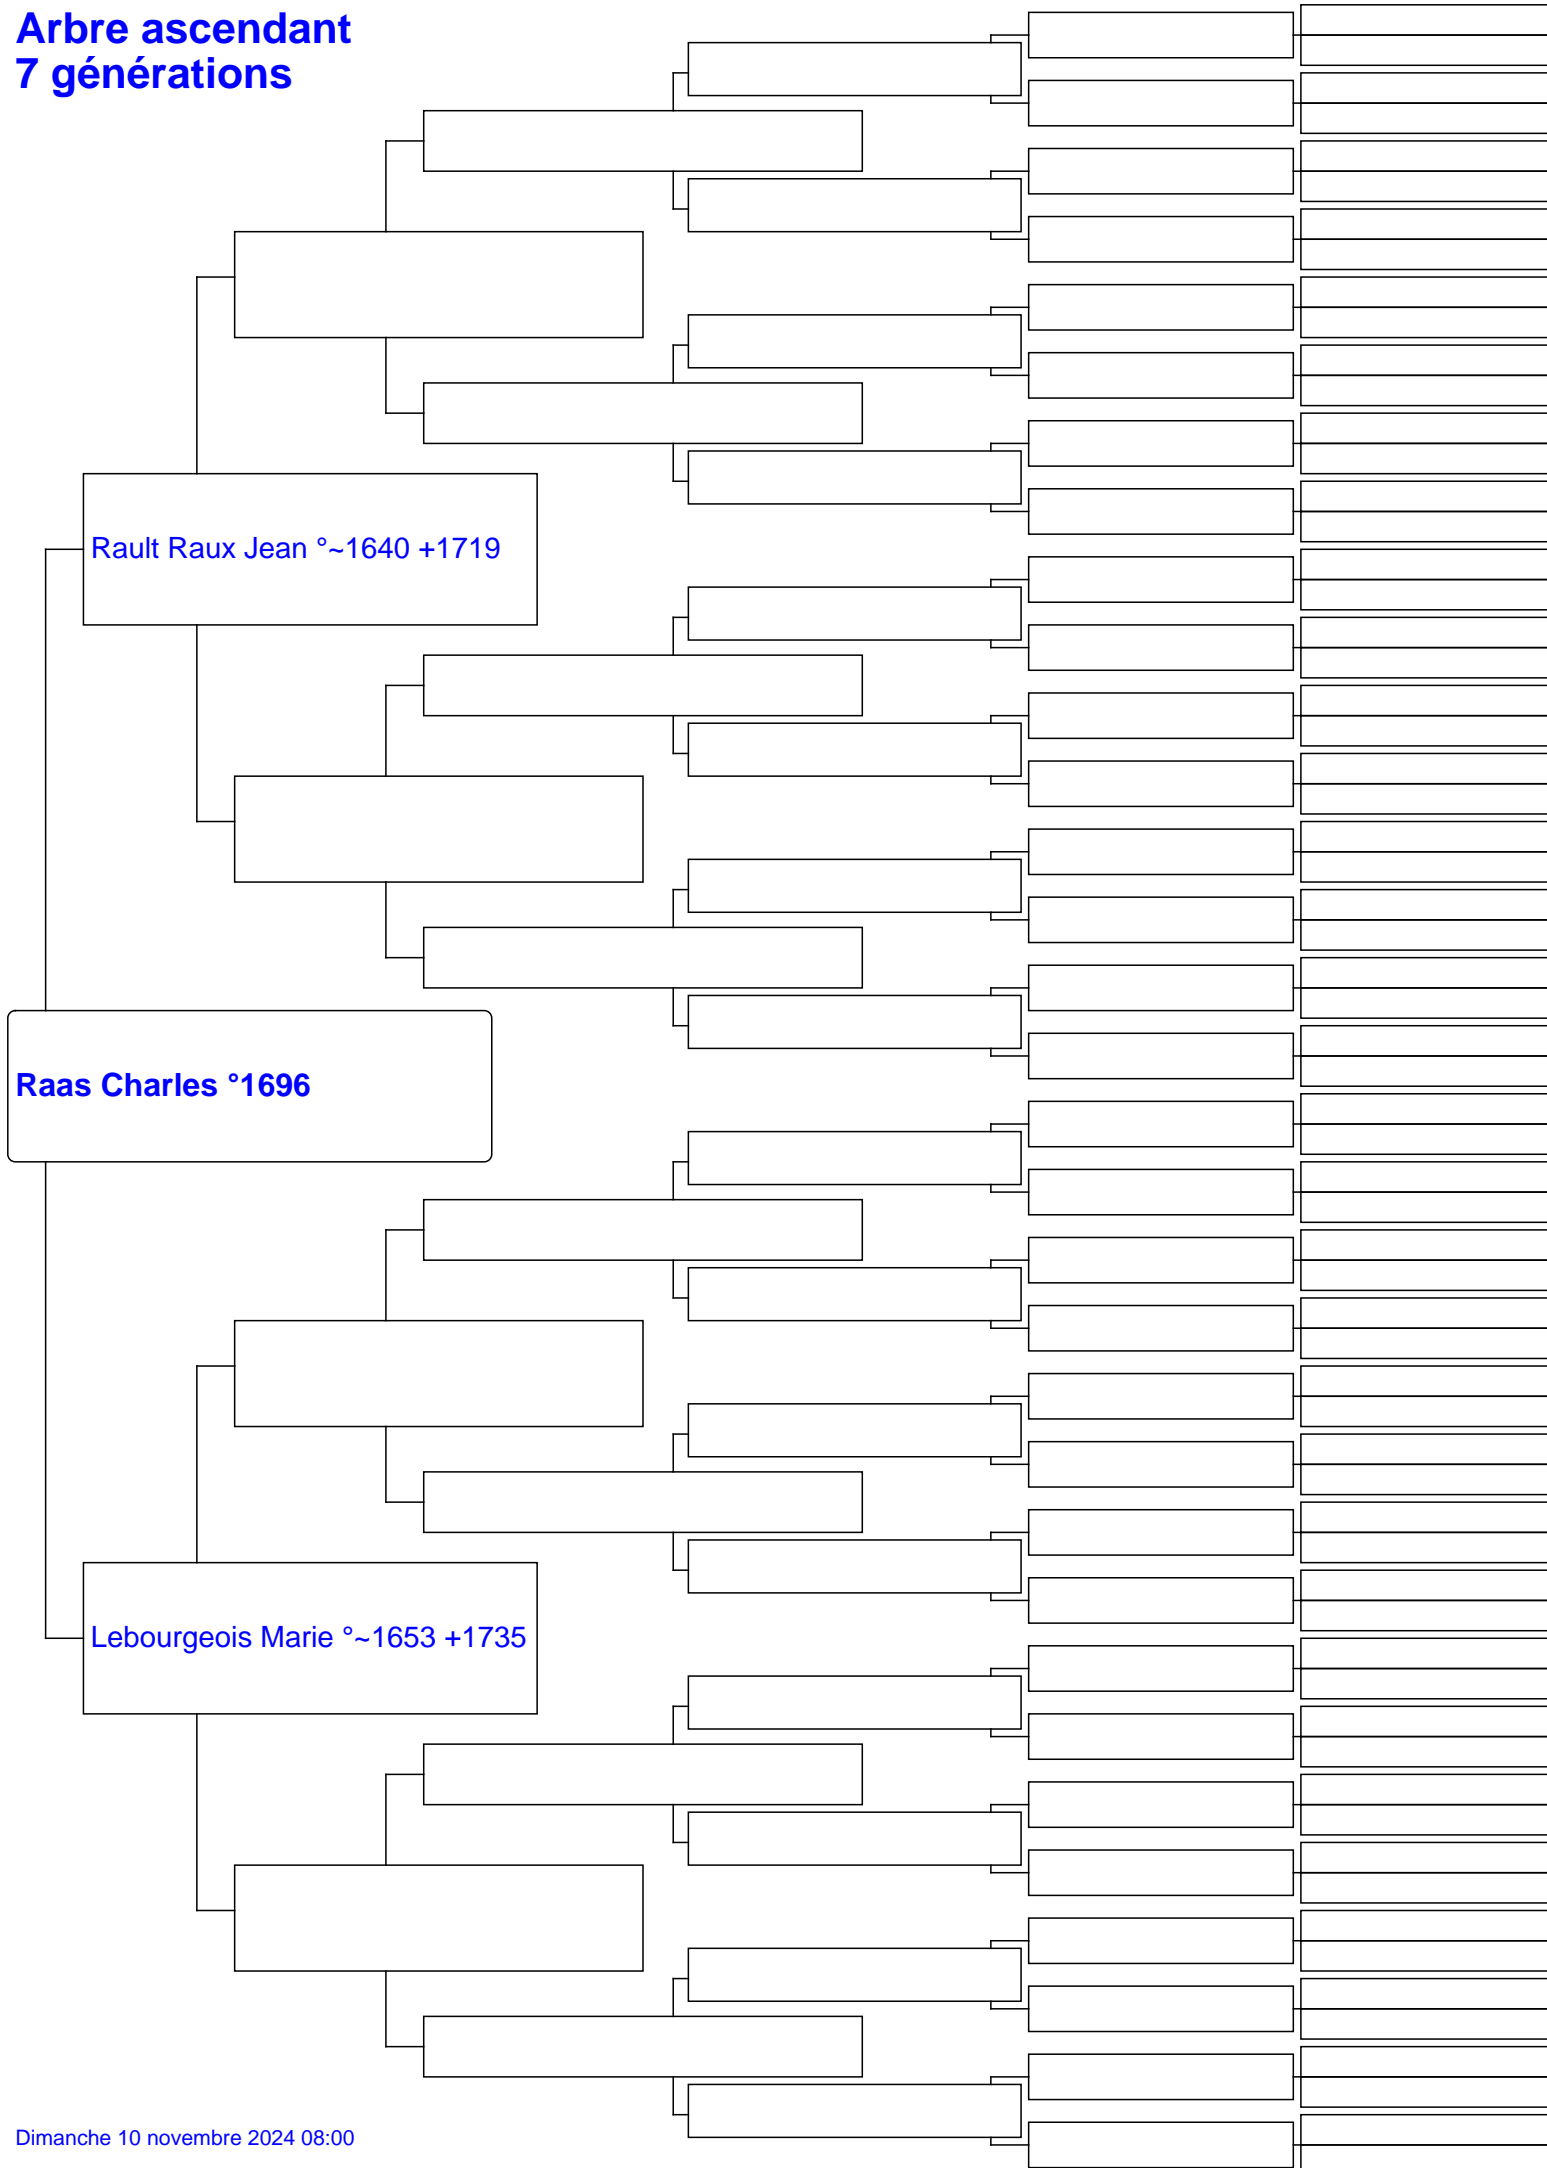 Arbre ascendant
7 générations
Rault Raux Jean °~1640 +1719
Raas Charles °1696
Lebourgeois Marie °~1653 +1735
Dimanche 10 novembre 2024 08:00